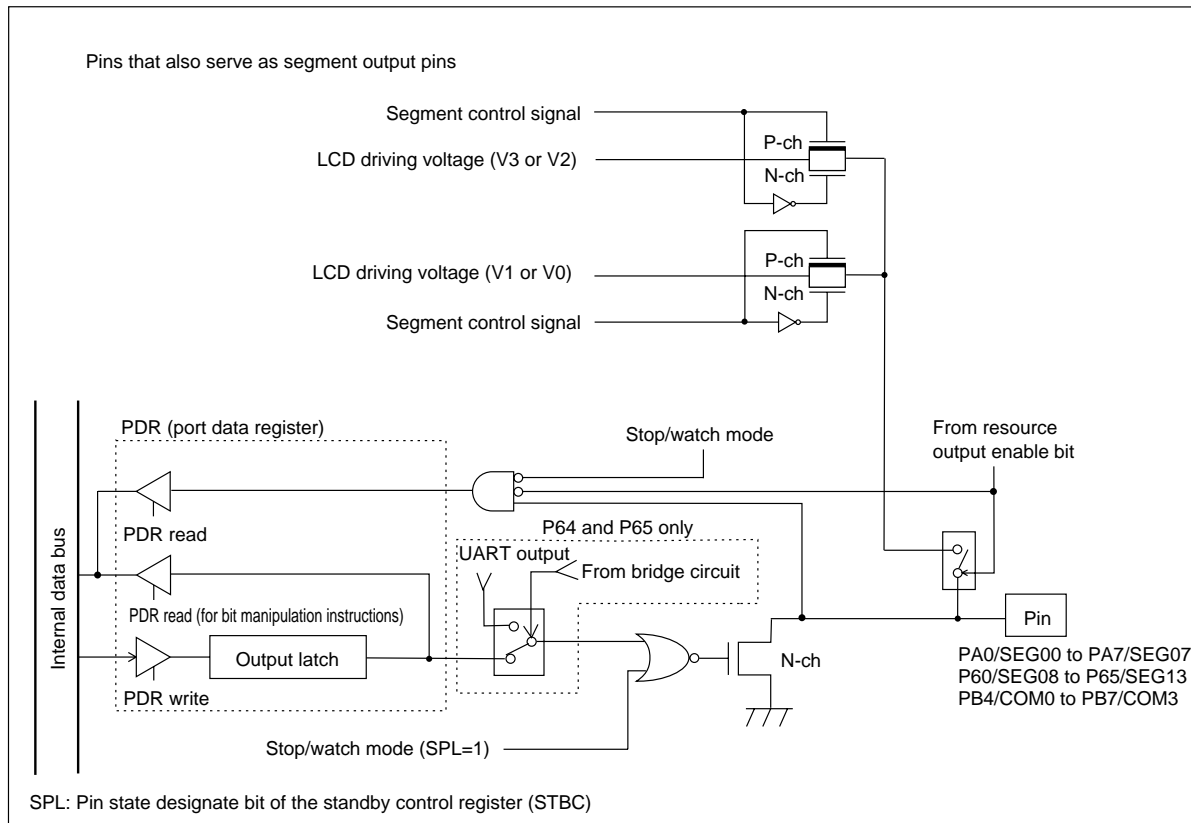 Pins that also serve as segment output pins
Segment control signal
P-ch
LCD driving voltage (V3 or V2)
N-ch
P-ch
LCD driving voltage (V1 or V0)
N-ch
Segment control signal
PDR (port data register)
Stop/watch mode
From resource
output enable bit
Internal data bus
PDR read
P64 and P65 only
UART output
From bridge circuit
PDR read (for bit manipulation instructions)
Output latch
PDR write
N-ch
Pin
PA0/SEG00 to PA7/SEG07
P60/SEG08 to P65/SEG13
PB4/COM0 to PB7/COM3
Stop/watch mode (SPL=1)
SPL: Pin state designate bit of the standby control register (STBC)